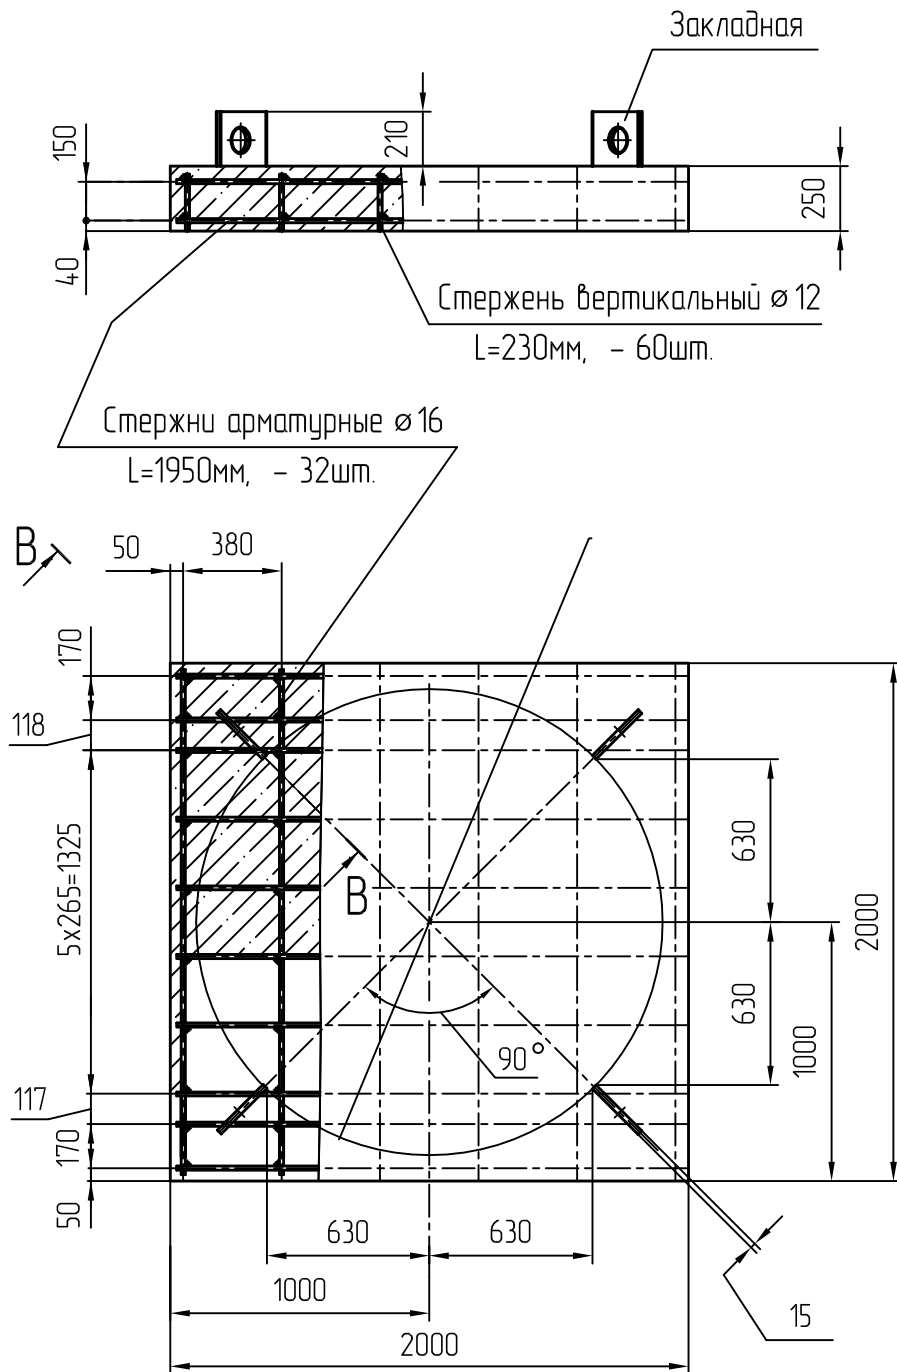 Закладная
150
210
250
40
Стержень вертикальный ⌀ 12
L=230мм, - 60шт.
Стержни арматурные ⌀ 16
L=1950мм, - 32шт.
В
50
380
170
118
5х265=1325
В
630
2000
630
1000
90°
117
170
50
630
630
1000
15
2000